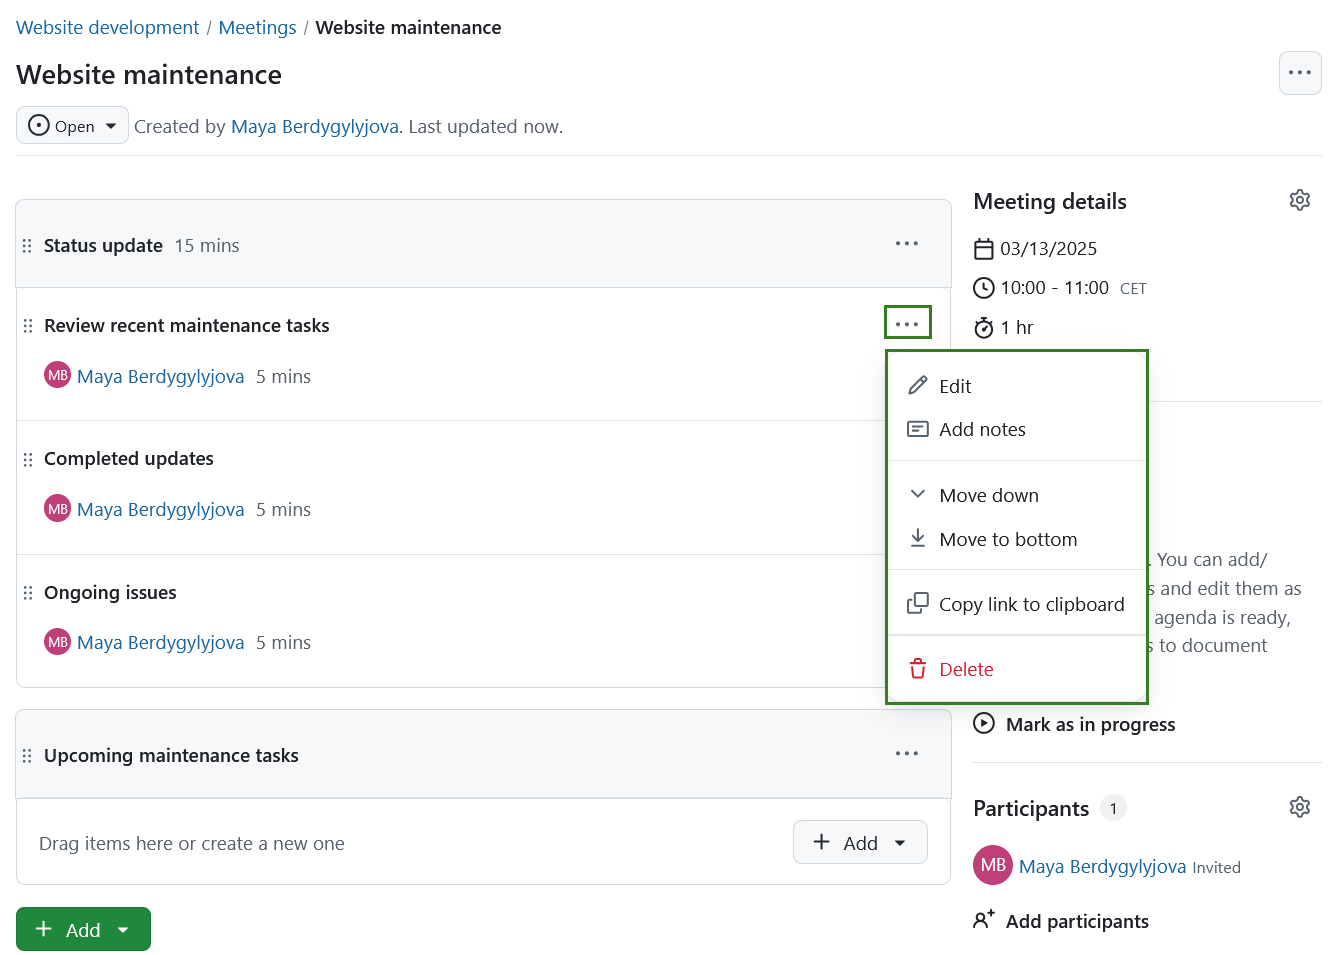 Website development / Meetings / Website maintenance
Website maintenance
Open Created by Maya Berdygylyjova. Last updated now.
Status update 15 mins
Review recent maintenance tasks
MB Maya Berdygylyjova 5 mins
Completed updates
MB Maya Berdygylyjova 5 mins
Ongoing issues
MB Maya Berdygylyjova 5 mins
Upcoming maintenance tasks
Drag items here or create a new one
Add
Add
Edit
Add notes
Move down
Move to bottom
Copy link to clipboard
Delete
Meeting details
03/13/2025
10:00 - 11:00 CET
1 hr
. You can add/
s and edit them as
agenda is ready,
s to document
Mark as in progress
Participants 1
MB Maya Berdygylyjova Invited
Add participants